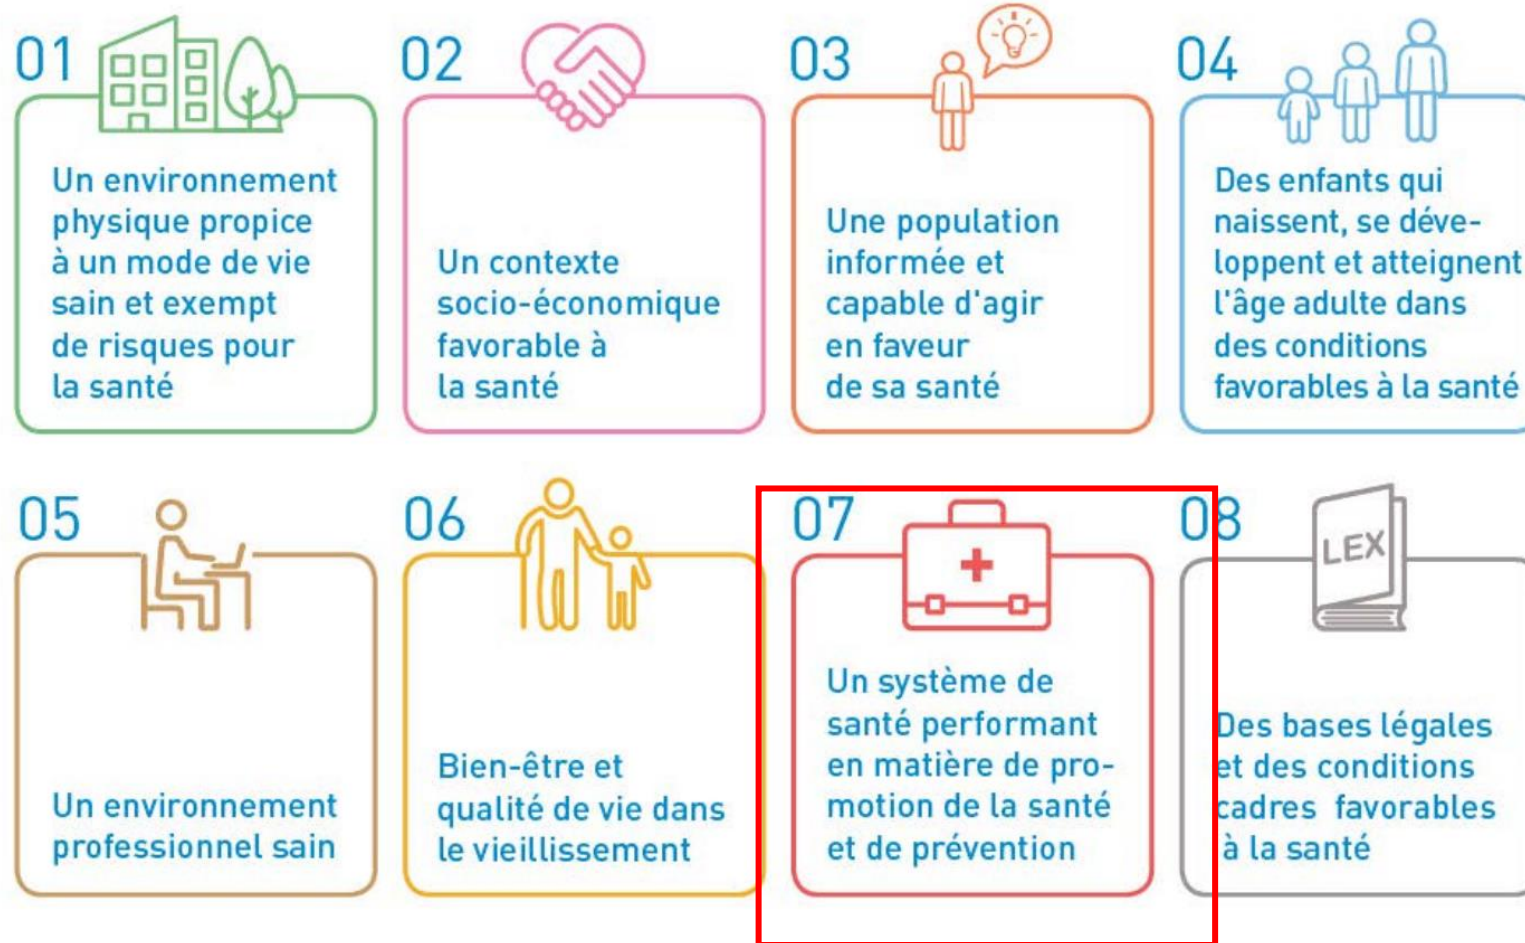 01
Un environnement
physique propice
à un mode de vie
sain et exempt
de risques pour
la santé
02
Un contexte
socio-économique
favorable à
la santé
03
Une population
informée et
capable d'agir
en faveur
de sa santé
04
Des enfants qui
naissent, se déve-
loppent et atteignent
l'âge adulte dans
des conditions
favorables à la santé
05
Un environnement
professionnel sain
06
Bien-être et
qualité de vie dans
le vieillissement
07
Un système de
santé performant
en matière de pro-
motion de la santé
et de prévention
08
LEX
Des bases légales
et des conditions
cadres favorables
à la santé